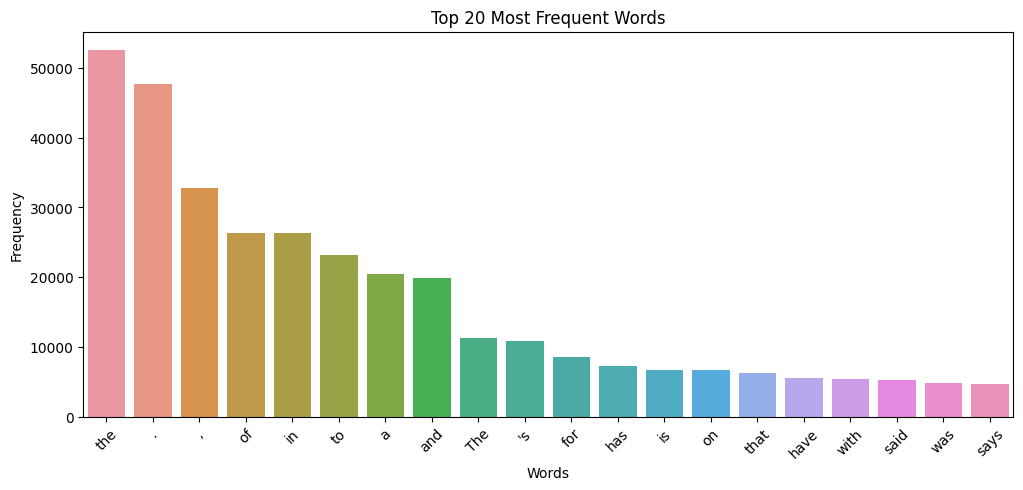 Top 20 Most Frequent Words
Frequency
50000
40000
30000
20000
10000
0
the . , of in to a and The 's for has is on that have with said was says
Words